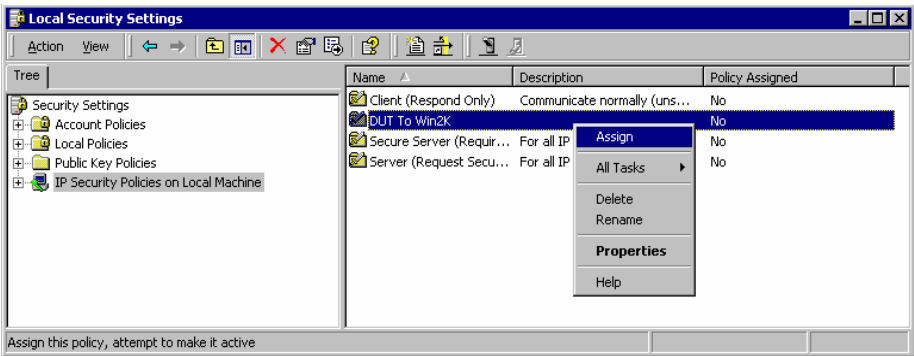 Local Security Settings
Action View
Tree
Name Description Policy Assigned
Security Settings
Account Policies
Local Policies
Public Key Policies
IP Security Policies on Local Machine
Client (Respond Only) Communicate normally (uns... No
DUT To Win2K No
Secure Server (Requir... For all IP No
Server (Request Secu... For all IP No
Assign
All Tasks
Delete
Rename
Properties
Help
Assign this policy, attempt to make it active